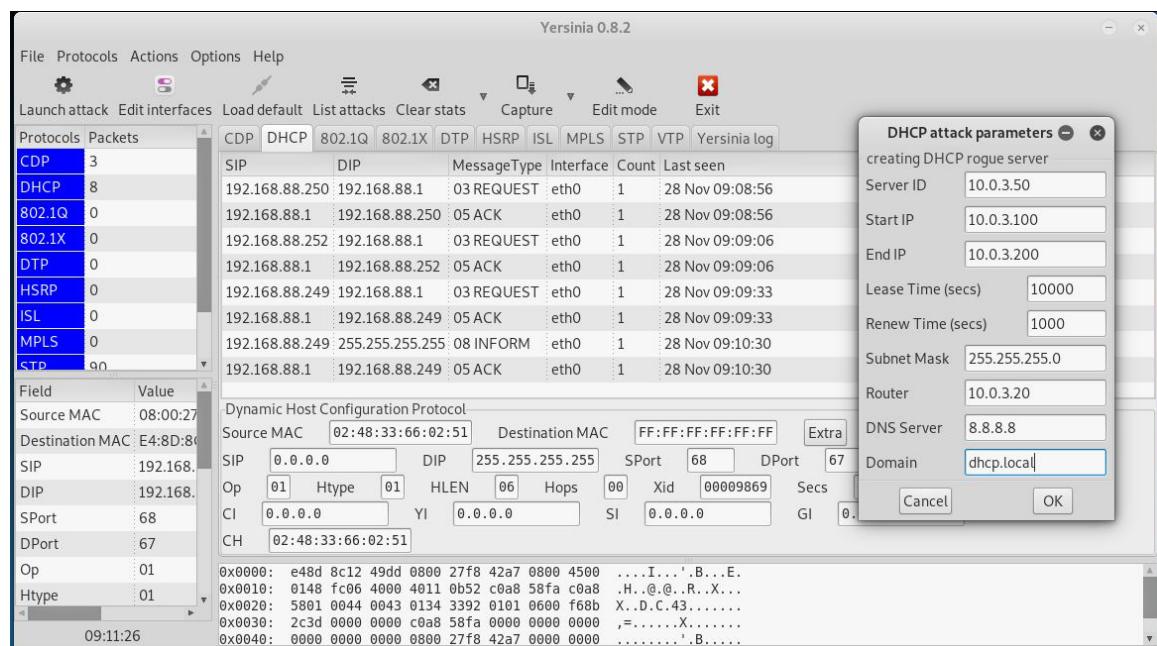 Yersinia 0.8.2
File Protocols Actions Options Help
Launch attack Edit interfaces Load default List attacks Clear stats Capture Edit mode Exit
Protocols Packets
CDP 3
DHCP 8
802.1Q 0
802.1X 0
DTP 0
HSRP 0
ISL 0
MPLS 0
STP 90
Field Value
Source MAC 08:00:27
Destination MAC E4:8D:8
SIP 192.168.
DIP 192.168.
SPort 68
DPort 67
Op 01
Htype 01
09:11:26
CDP DHCP 802.1Q 802.1X DTP HSRP ISL MPLS STP VTP Yersinia log
SIP DIP MessageType Interface Count Last seen
192.168.88.250 192.168.88.1 03 REQUEST eth0 1 28 Nov 09:08:56
192.168.88.1 192.168.88.250 05 ACK eth0 1 28 Nov 09:08:56
192.168.88.252 192.168.88.1 03 REQUEST eth0 1 28 Nov 09:09:06
192.168.88.1 192.168.88.252 05 ACK eth0 1 28 Nov 09:09:06
192.168.88.249 192.168.88.1 03 REQUEST eth0 1 28 Nov 09:09:33
192.168.88.1 192.168.88.249 05 ACK eth0 1 28 Nov 09:09:33
192.168.88.249 255.255.255.255 08 INFORM eth0 1 28 Nov 09:10:30
192.168.88.1 192.168.88.249 05 ACK eth0 1 28 Nov 09:10:30
Dynamic Host Configuration Protocol
Source MAC 02:48:33:66:02:51 Destination MAC FF:FF:FF:FF:FF:FF Extra
SIP 0.0.0.0 DIP 255.255.255.255 SPort 68 DPort 67
Op 01 Htype 01 HLEN 06 Hops 00 Xid 00009869 Secs
CI 0.0.0.0 YI 0.0.0.0 SI 0.0.0.0 GI 0.
CH 02:48:33:66:02:51
0x0000: e48d 8c12 49dd 0800 27f8 42a7 0800 4500 ....I...'.B...E.
0x0010: 0148 fc06 4000 4011 0b52 c0a8 58fa c0a8 .H..@.@..R..X...
0x0020: 5801 0044 0043 0134 3392 0101 0600 f68b X..D.C.43.......
0x0030: 2c3d 0000 0000 c0a8 58fa 0000 0000 0000 ,=......X.......
0x0040: 0000 0000 0000 0800 27f8 42a7 0000 0000 ........'.B.....
DHCP attack parameters
creating DHCP rogue server
Server ID 10.0.3.50
Start IP 10.0.3.100
End IP 10.0.3.200
Lease Time (secs) 10000
Renew Time (secs) 1000
Subnet Mask 255.255.255.0
Router 10.0.3.20
DNS Server 8.8.8.8
Domain dhcp.local
Cancel OK